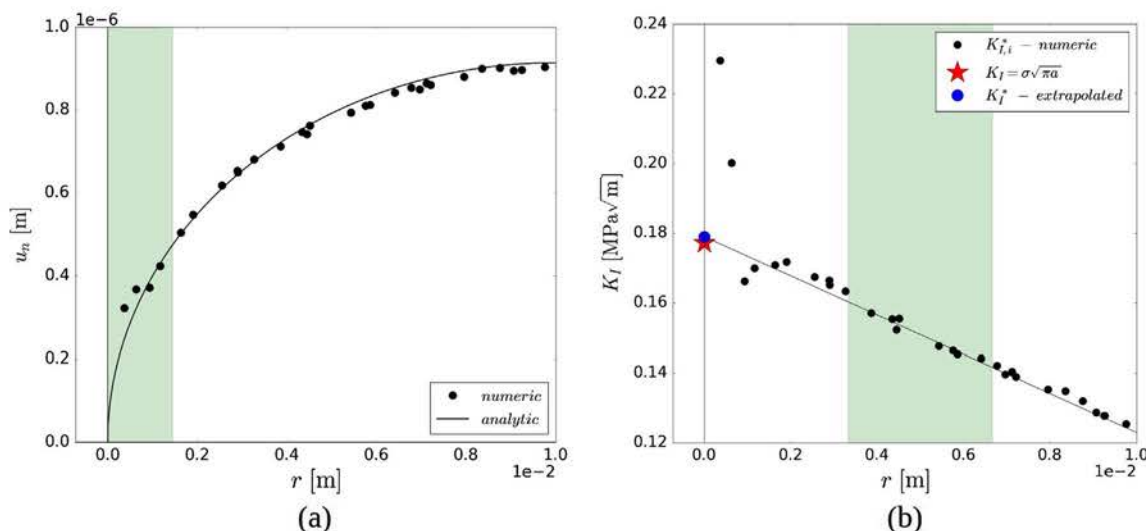 1e-6
1.0
0.8
0.6
0.4
0.2
0.0
u_n [m]
0.0 0.2 0.4 0.6 0.8 1.0
1e-2
r [m]
numeric
analytic
(a)
0.24
0.22
0.20
0.18
0.16
0.14
0.12
K_I [MPa√m]
K*_{I,i} − numeric
K_I = σ√πa
K*_I − extrapolated
0.0 0.2 0.4 0.6 0.8 1.0
1e-2
r [m]
(b)